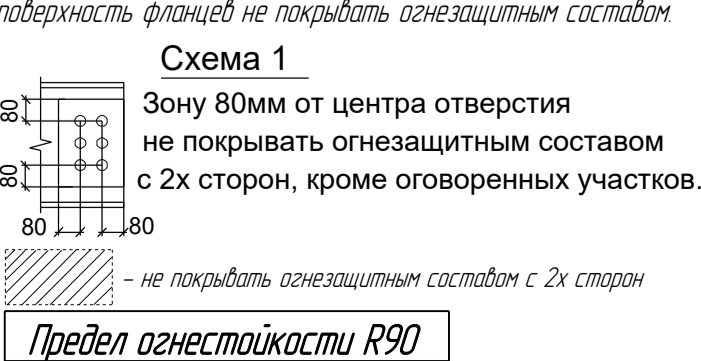 поверхность фланцев не покрывать огнезащитным составом.
Схема 1
80
80
80
80
Зону 80мм от центра отверстия
не покрывать огнезащитным составом
с 2х сторон, кроме оговоренных участков.
- не покрывать огнезащитным составом с 2х сторон
Предел огнестойкости R90